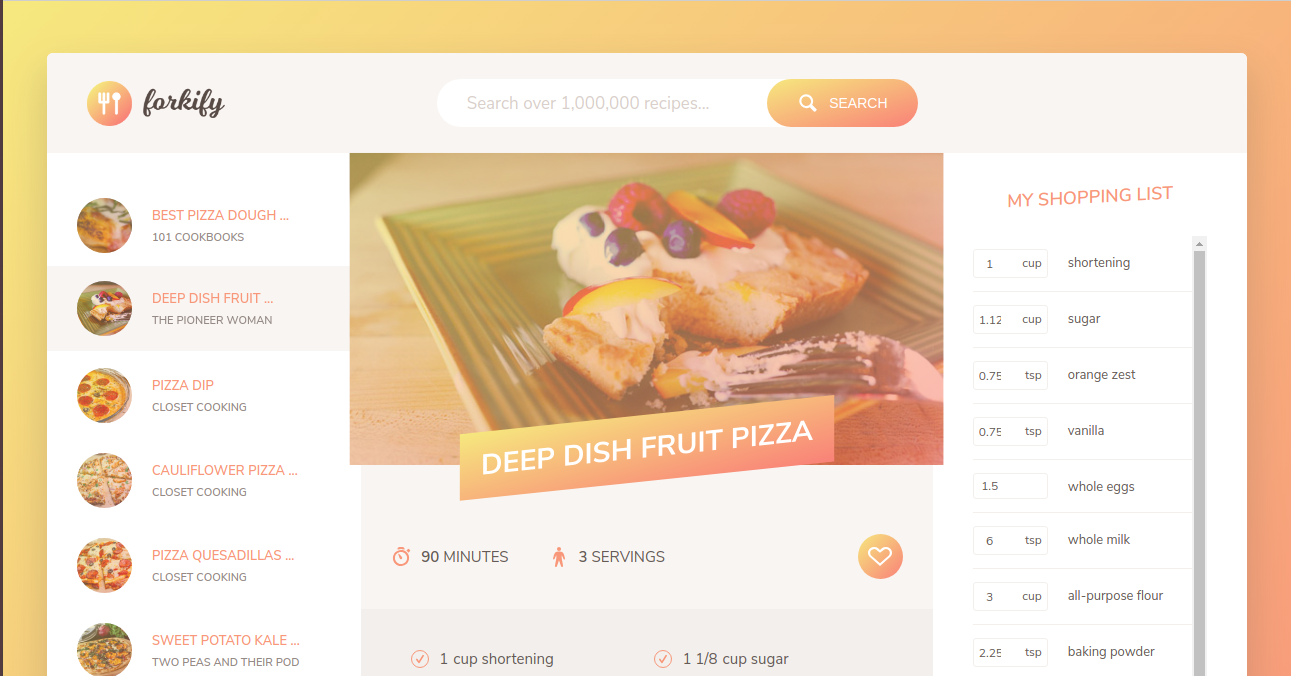 forkify
Search over 1,000,000 recipes...
SEARCH
BEST PIZZA DOUGH ...
101 COOKBOOKS
DEEP DISH FRUIT ...
THE PIONEER WOMAN
PIZZA DIP
CLOSET COOKING
CAULIFLOWER PIZZA ...
CLOSET COOKING
PIZZA QUESADILLAS ...
CLOSET COOKING
SWEET POTATO KALE ...
TWO PEAS AND THEIR POD
DEEP DISH FRUIT PIZZA
90 MINUTES
3 SERVINGS
1 cup shortening
1 1/8 cup sugar
MY SHOPPING LIST
1 cup shortening
1.12 cup sugar
0.75 tsp orange zest
0.75 tsp vanilla
1.5 whole eggs
6 tsp whole milk
3 cup all-purpose flour
2.25 tsp baking powder